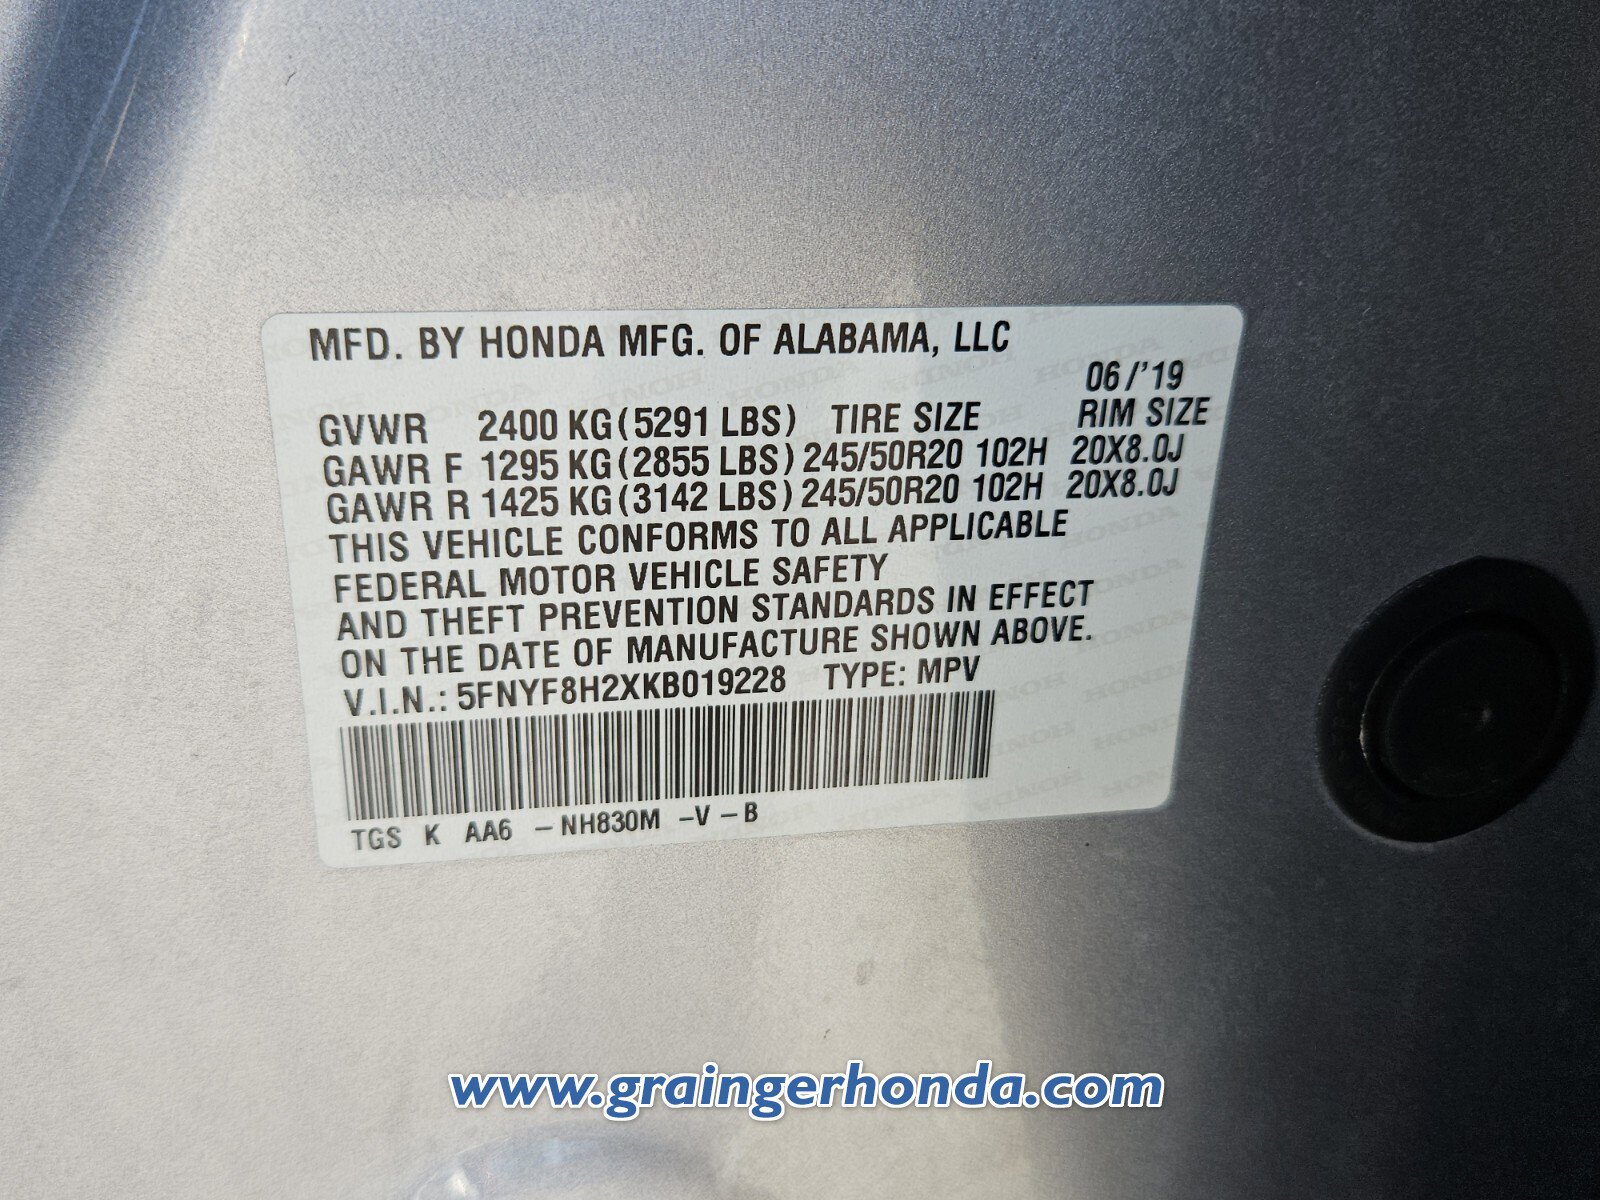 MFD. BY HONDA MFG. OF ALABAMA, LLC
06/'19
GVWR 2400 KG (5291 LBS) TIRE SIZE RIM SIZE
GAWR F 1295 KG (2855 LBS) 245/50R20 102H 20X8.0J
GAWR R 1425 KG (3142 LBS) 245/50R20 102H 20X8.0J
THIS VEHICLE CONFORMS TO ALL APPLICABLE
FEDERAL MOTOR VEHICLE SAFETY
AND THEFT PREVENTION STANDARDS IN EFFECT
ON THE DATE OF MANUFACTURE SHOWN ABOVE.
V.I.N.: 5FNYF8H2XKB019228 TYPE: MPV
TGS K AA6 -NH830M -V -B
www.graingerhonda.com